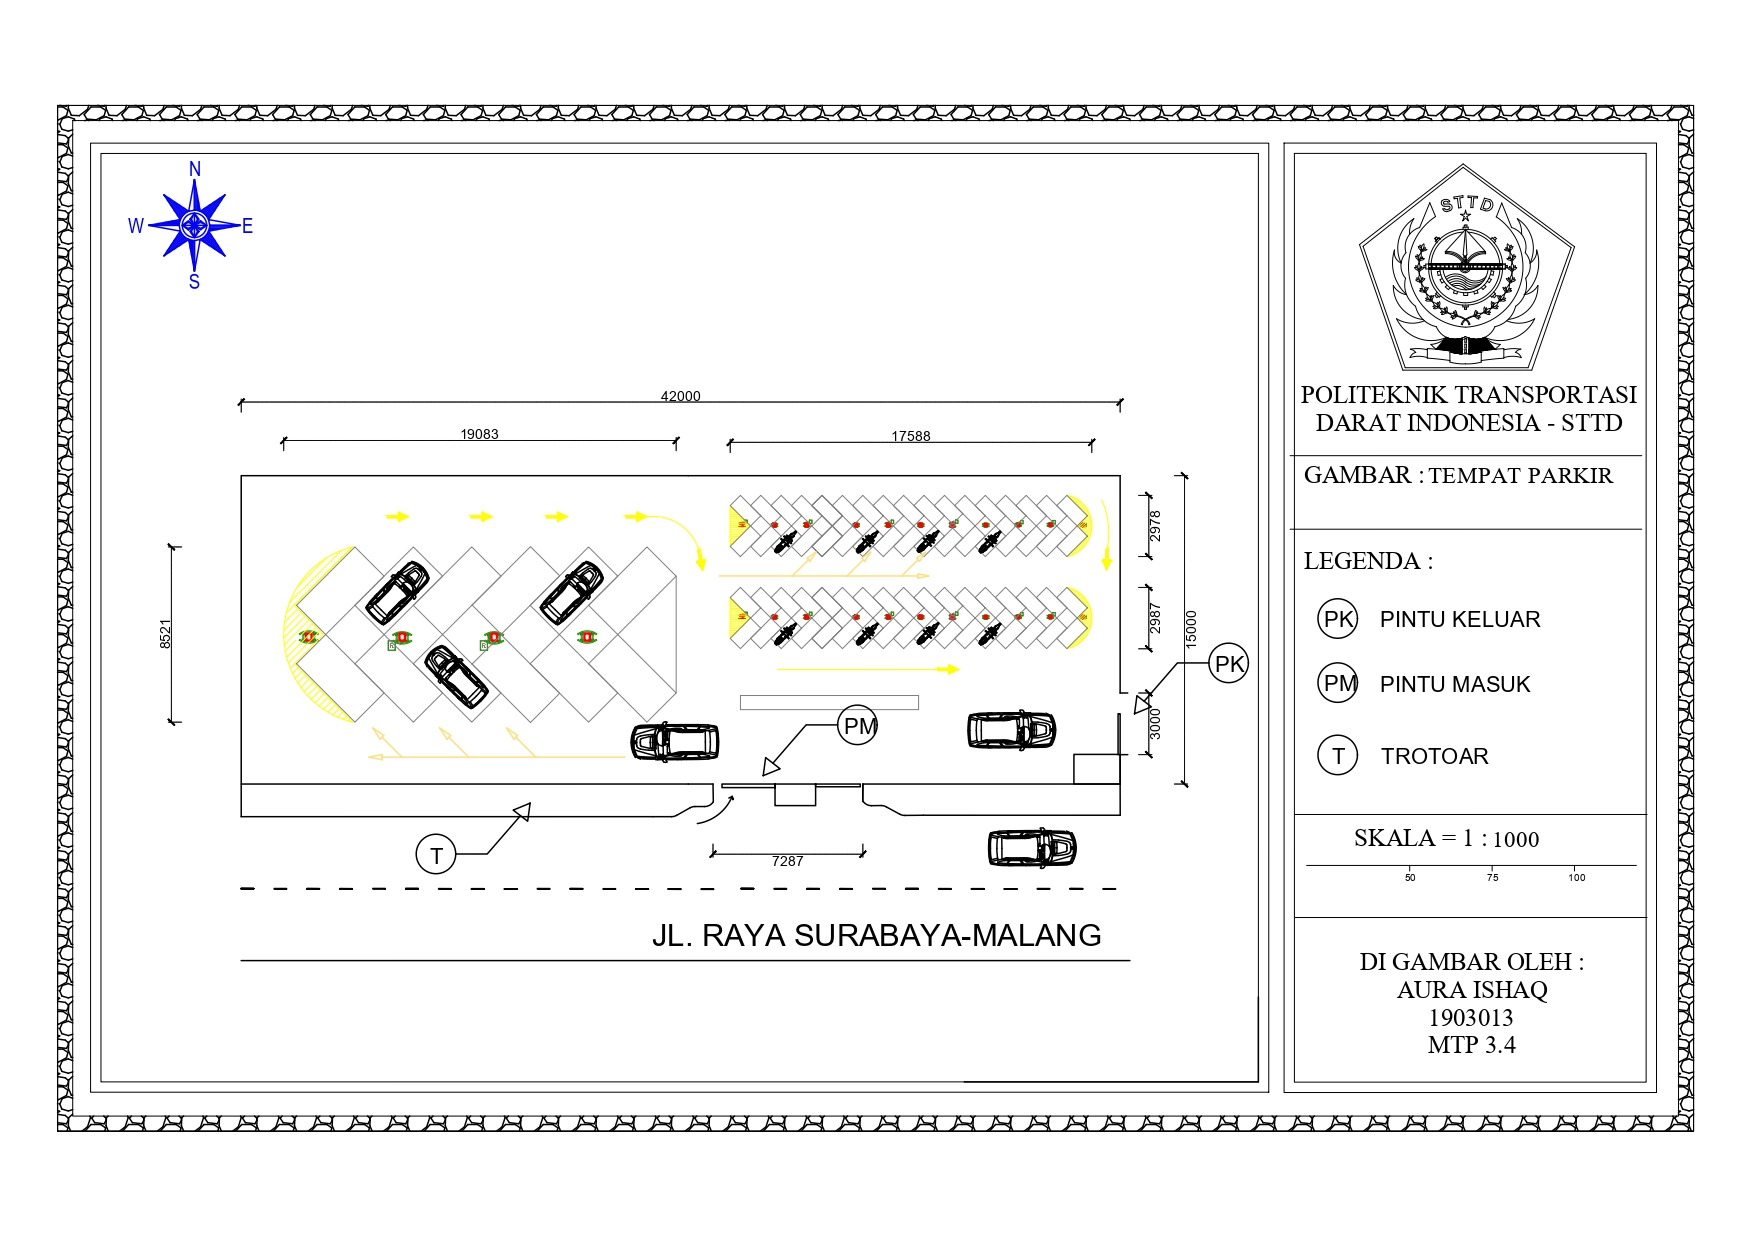 N
W
E
S
42000
19083
17588
8521
2978
2987
15000
3000
PK
PM
T
7287
JL. RAYA SURABAYA-MALANG
STTD
POLITEKNIK TRANSPORTASI
DARAT INDONESIA - STTD
GAMBAR : TEMPAT PARKIR
LEGENDA :
PK PINTU KELUAR
PM PINTU MASUK
T TROTOAR
SKALA = 1 : 1000
50 75 100
DI GAMBAR OLEH :
AURA ISHAQ
1903013
MTP 3.4